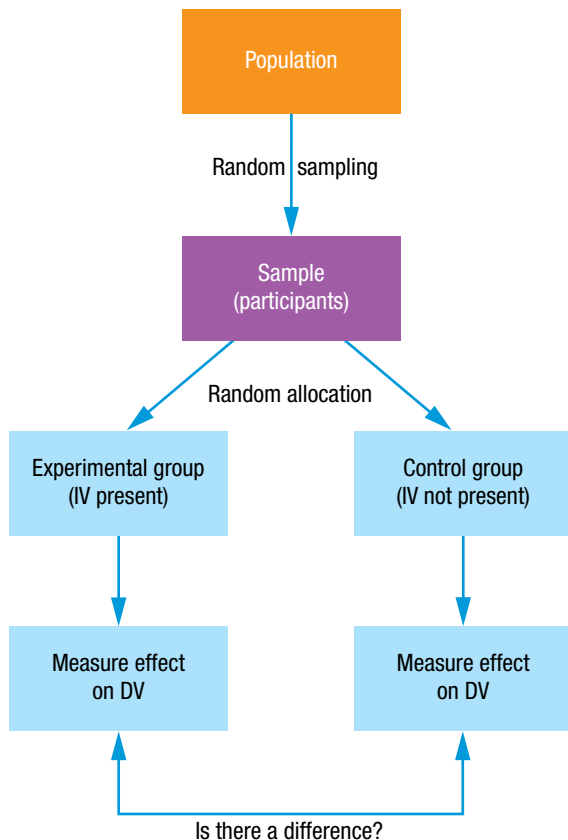 Population
Random sampling
Sample
(participants)
Random allocation
Experimental group
(IV present)
Control group
(IV not present)
Measure effect
on DV
Measure effect
on DV
Is there a difference?